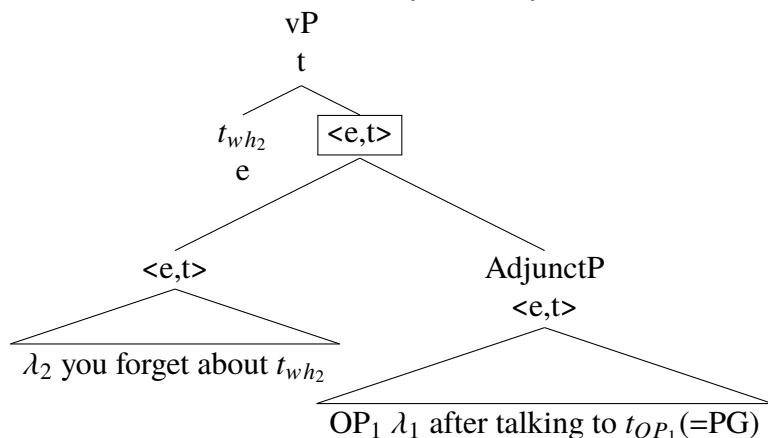 vP
t
t_{wh_2} <e,t>
e
<e,t> AdjunctP
<e,t>
λ_2 you forget about t_{wh_2}
OP_1 λ_1 after talking to t_{OP_1}(=PG)